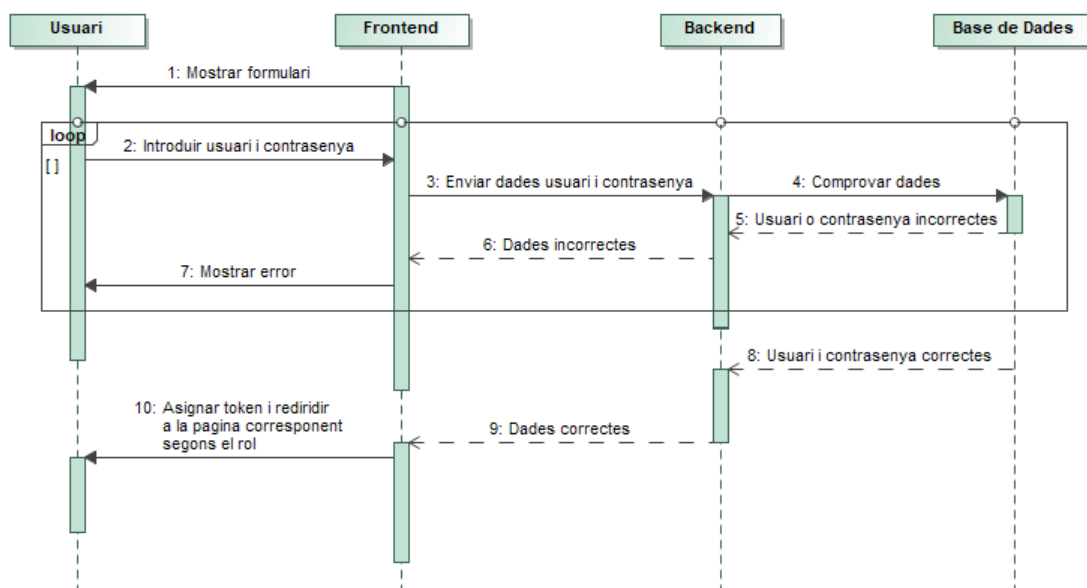 Usuari
Frontend
Backend
Base de Dades
1: Mostrar formulari
loop
[ ]
2: Introduir usuari i contrasenya
3: Enviar dades usuari i contrasenya
4: Comprovar dades
5: Usuari o contrasenya incorrectes
6: Dades incorrectes
7: Mostrar error
8: Usuari i contrasenya correctes
10: Asignar token i rediridir
a la pagina corresponent
segons el rol
9: Dades correctes